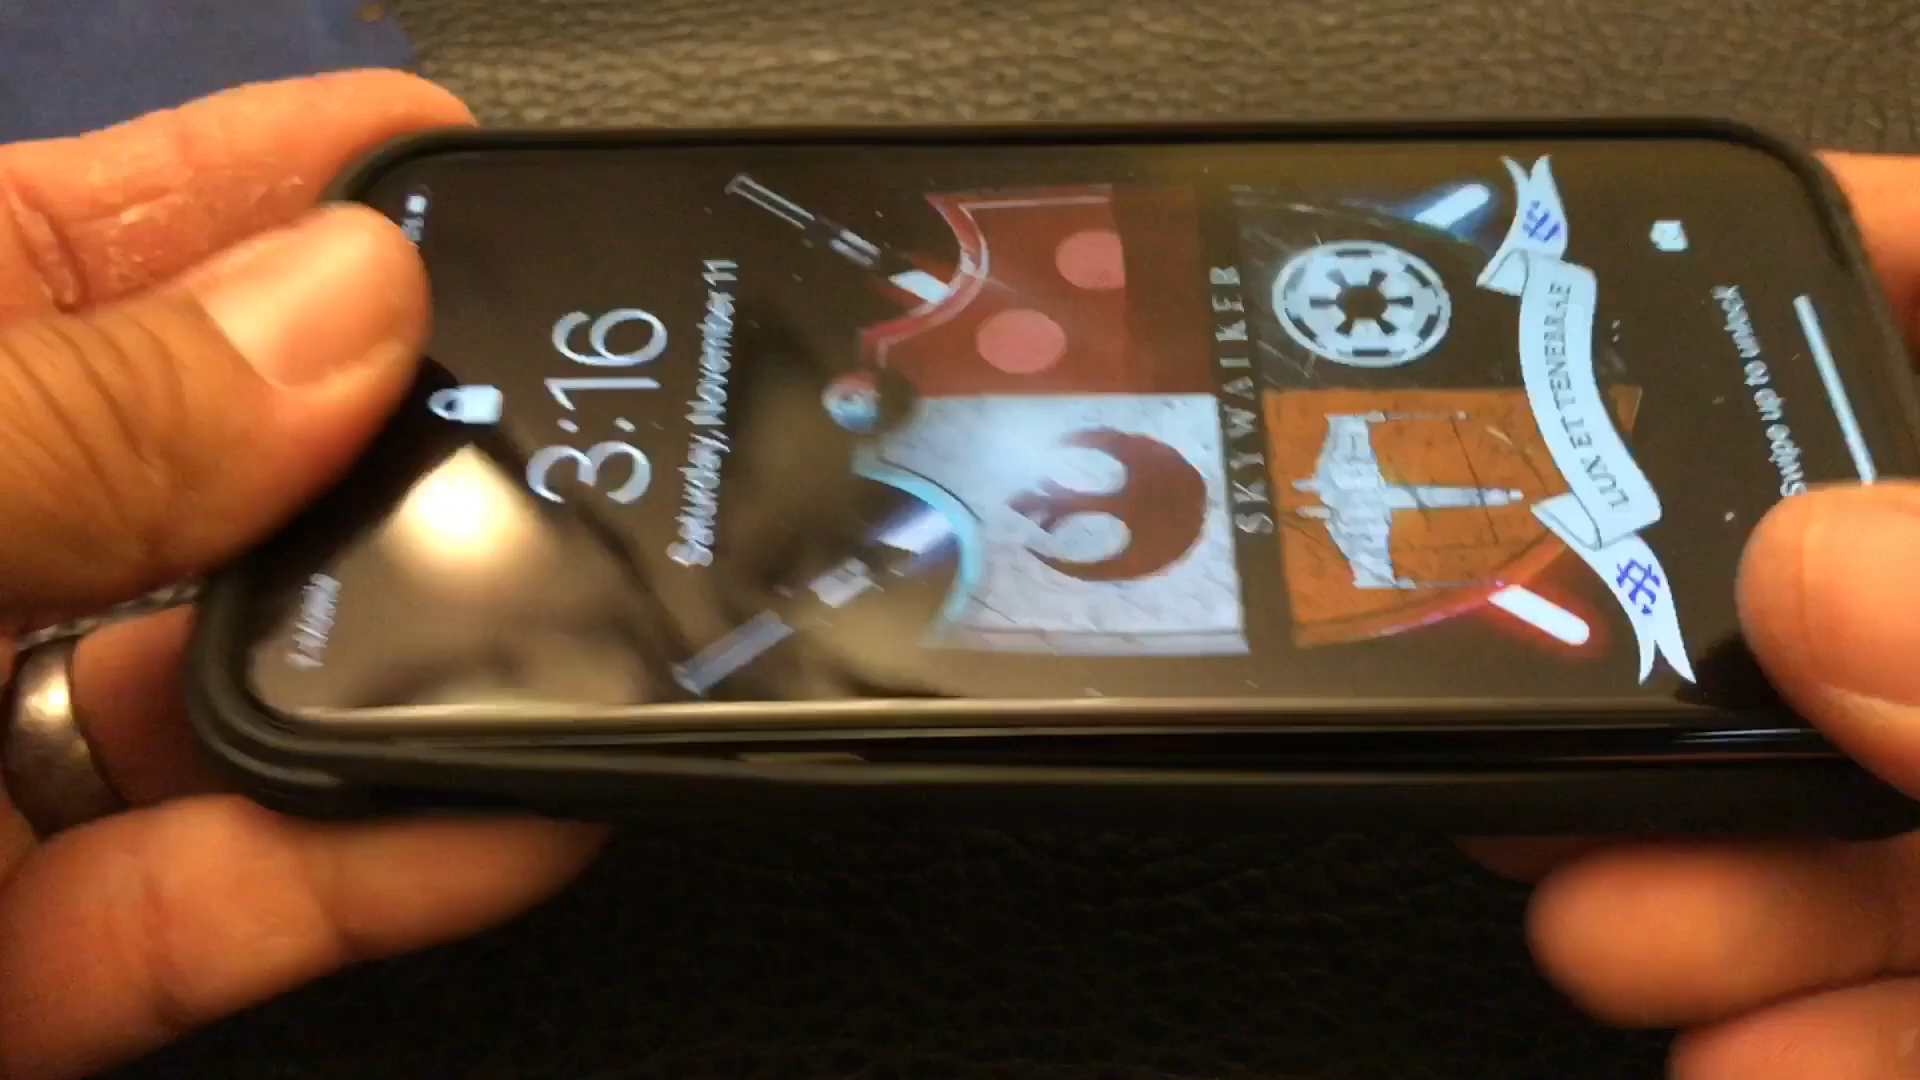 3:16
Saturday, November 11
SKYWALKER
LUX ET TENEBRAE
Swipe up to unlock